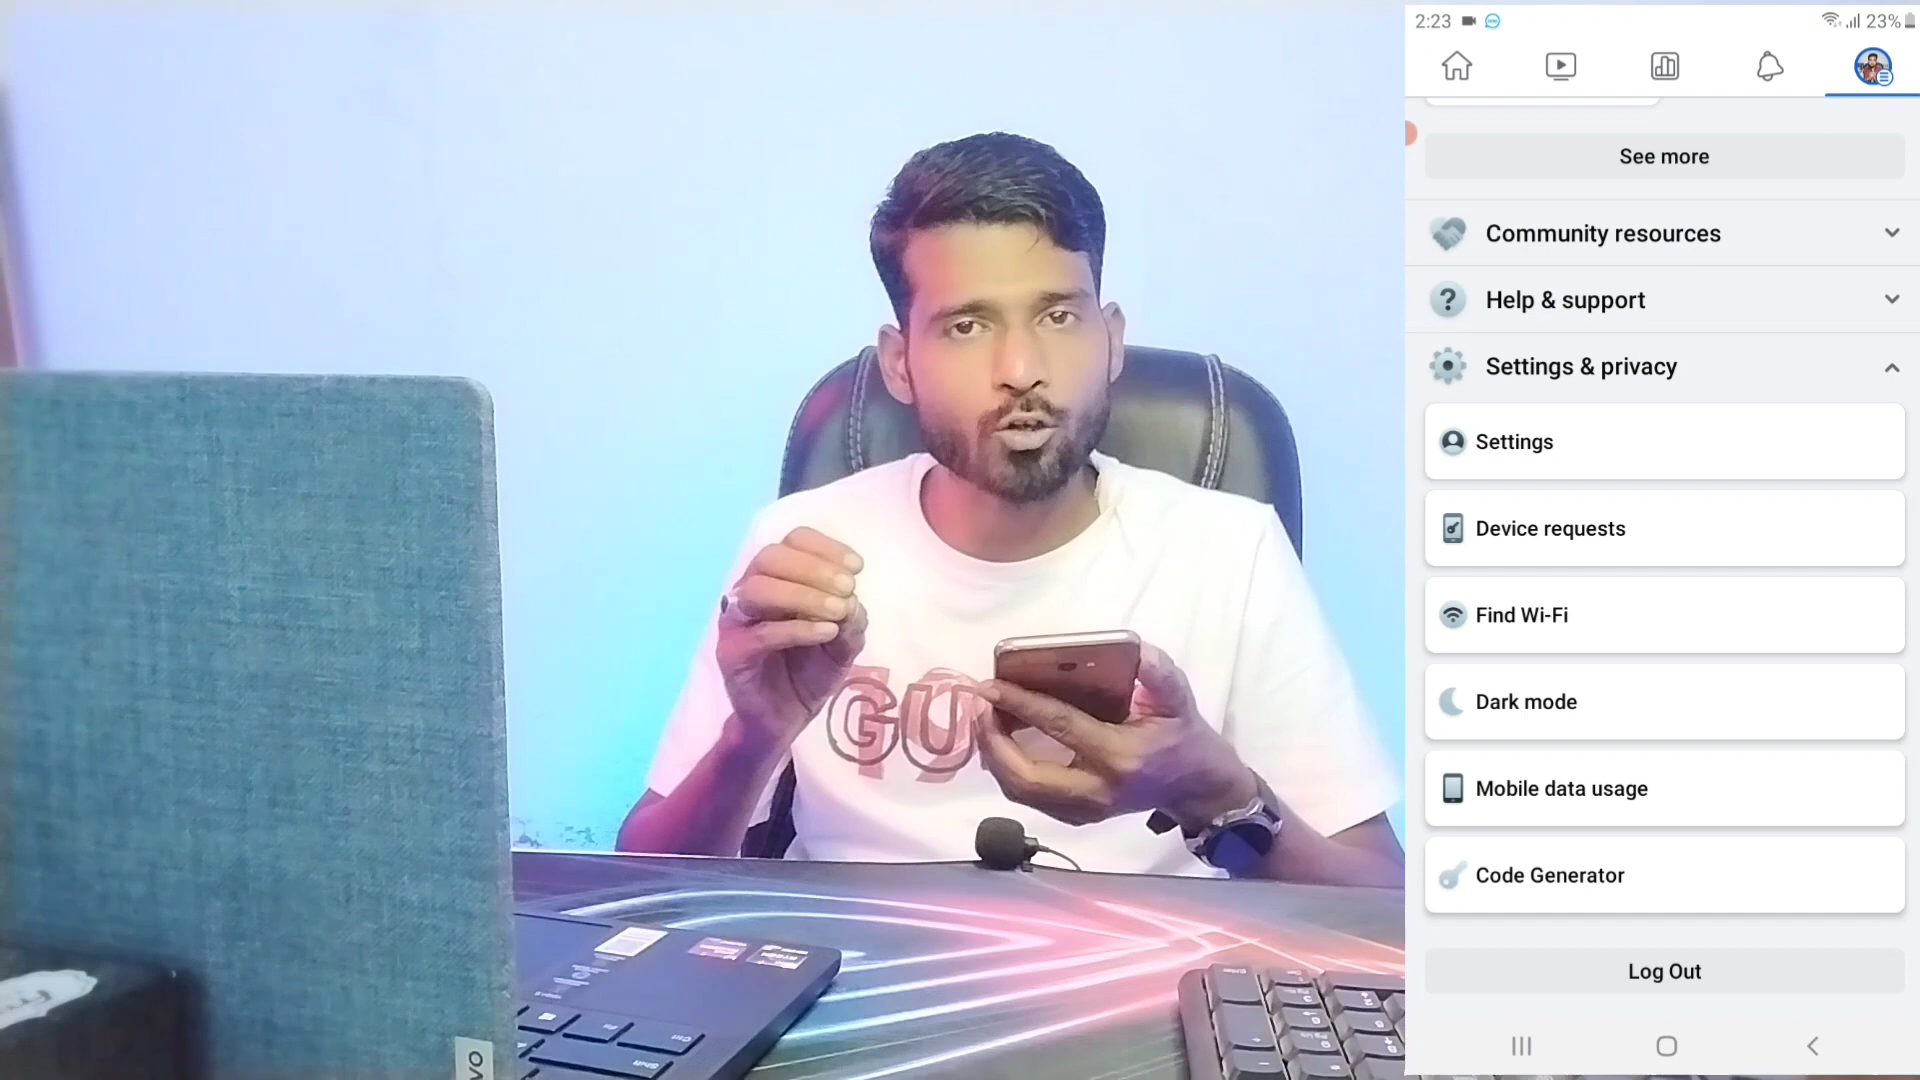 2:23
23%
See more
Community resources
Help & support
Settings & privacy
Settings
Device requests
Find Wi-Fi
Dark mode
Mobile data usage
Code Generator
Log Out
GU
VO